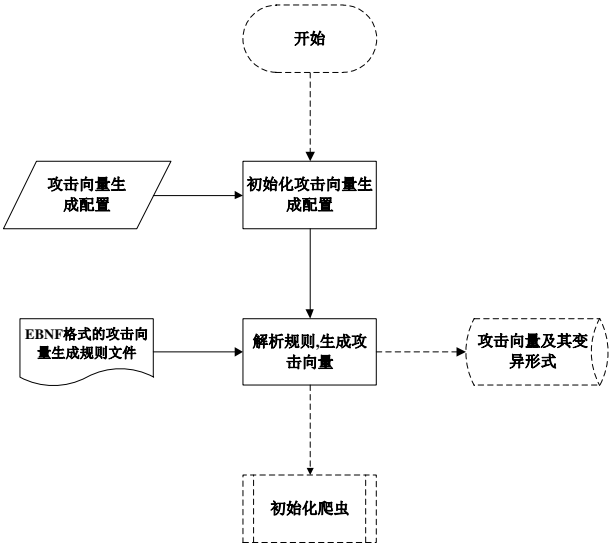 开始
攻击向量生
成配置
初始化攻击向量生
成配置
EBNF格式的攻击向
量生成规则文件
解析规则,生成攻
击向量
攻击向量及其变
异形式
初始化爬虫